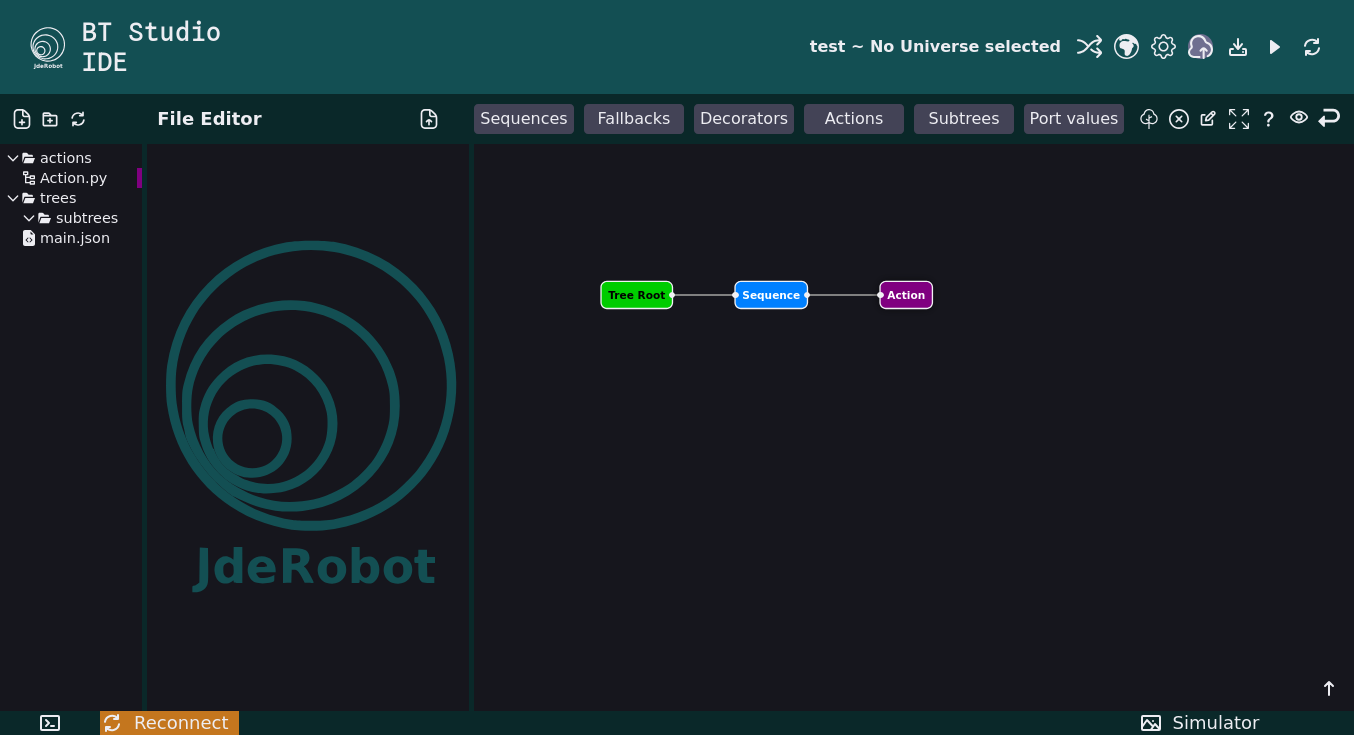 BT Studio
IDE
JdeRobot
test ~ No Universe selected
File Editor
Sequences
Fallbacks
Decorators
Actions
Subtrees
Port values
?
actions
Action.py
trees
subtrees
main.json
JdeRobot
Tree Root
Sequence
Action
Reconnect
Simulator